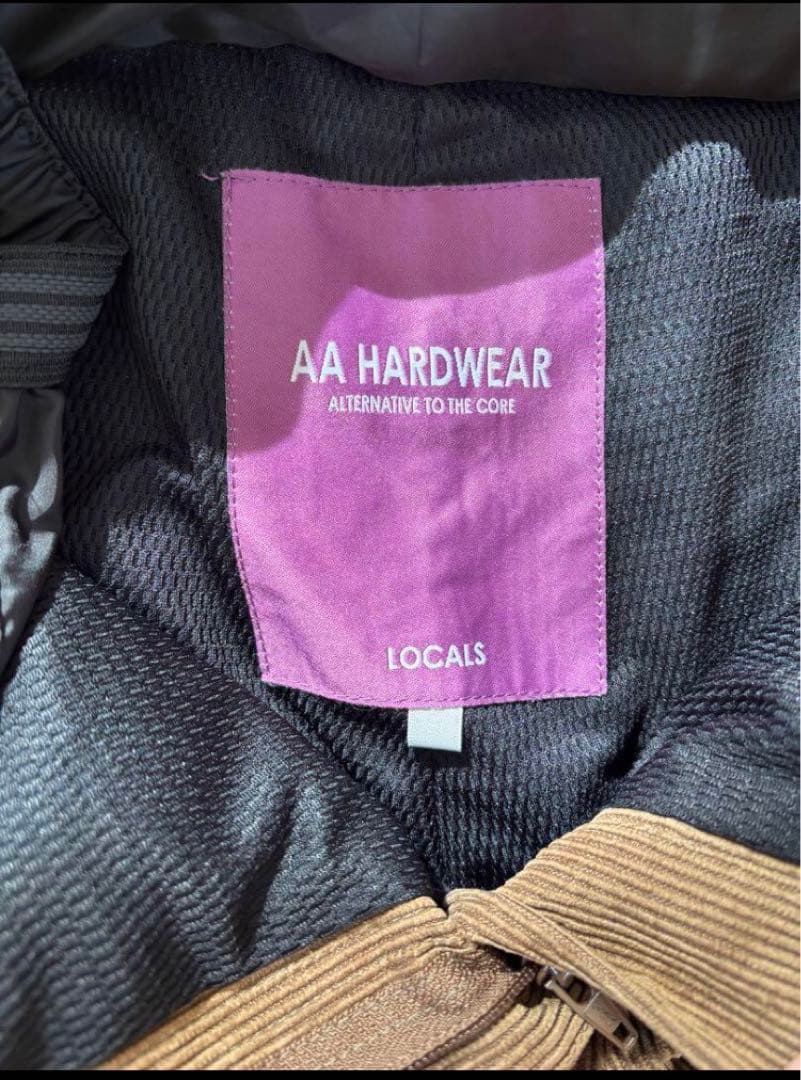 AA HARDWEAR
ALTERNATIVE TO THE CORE
LOCALS